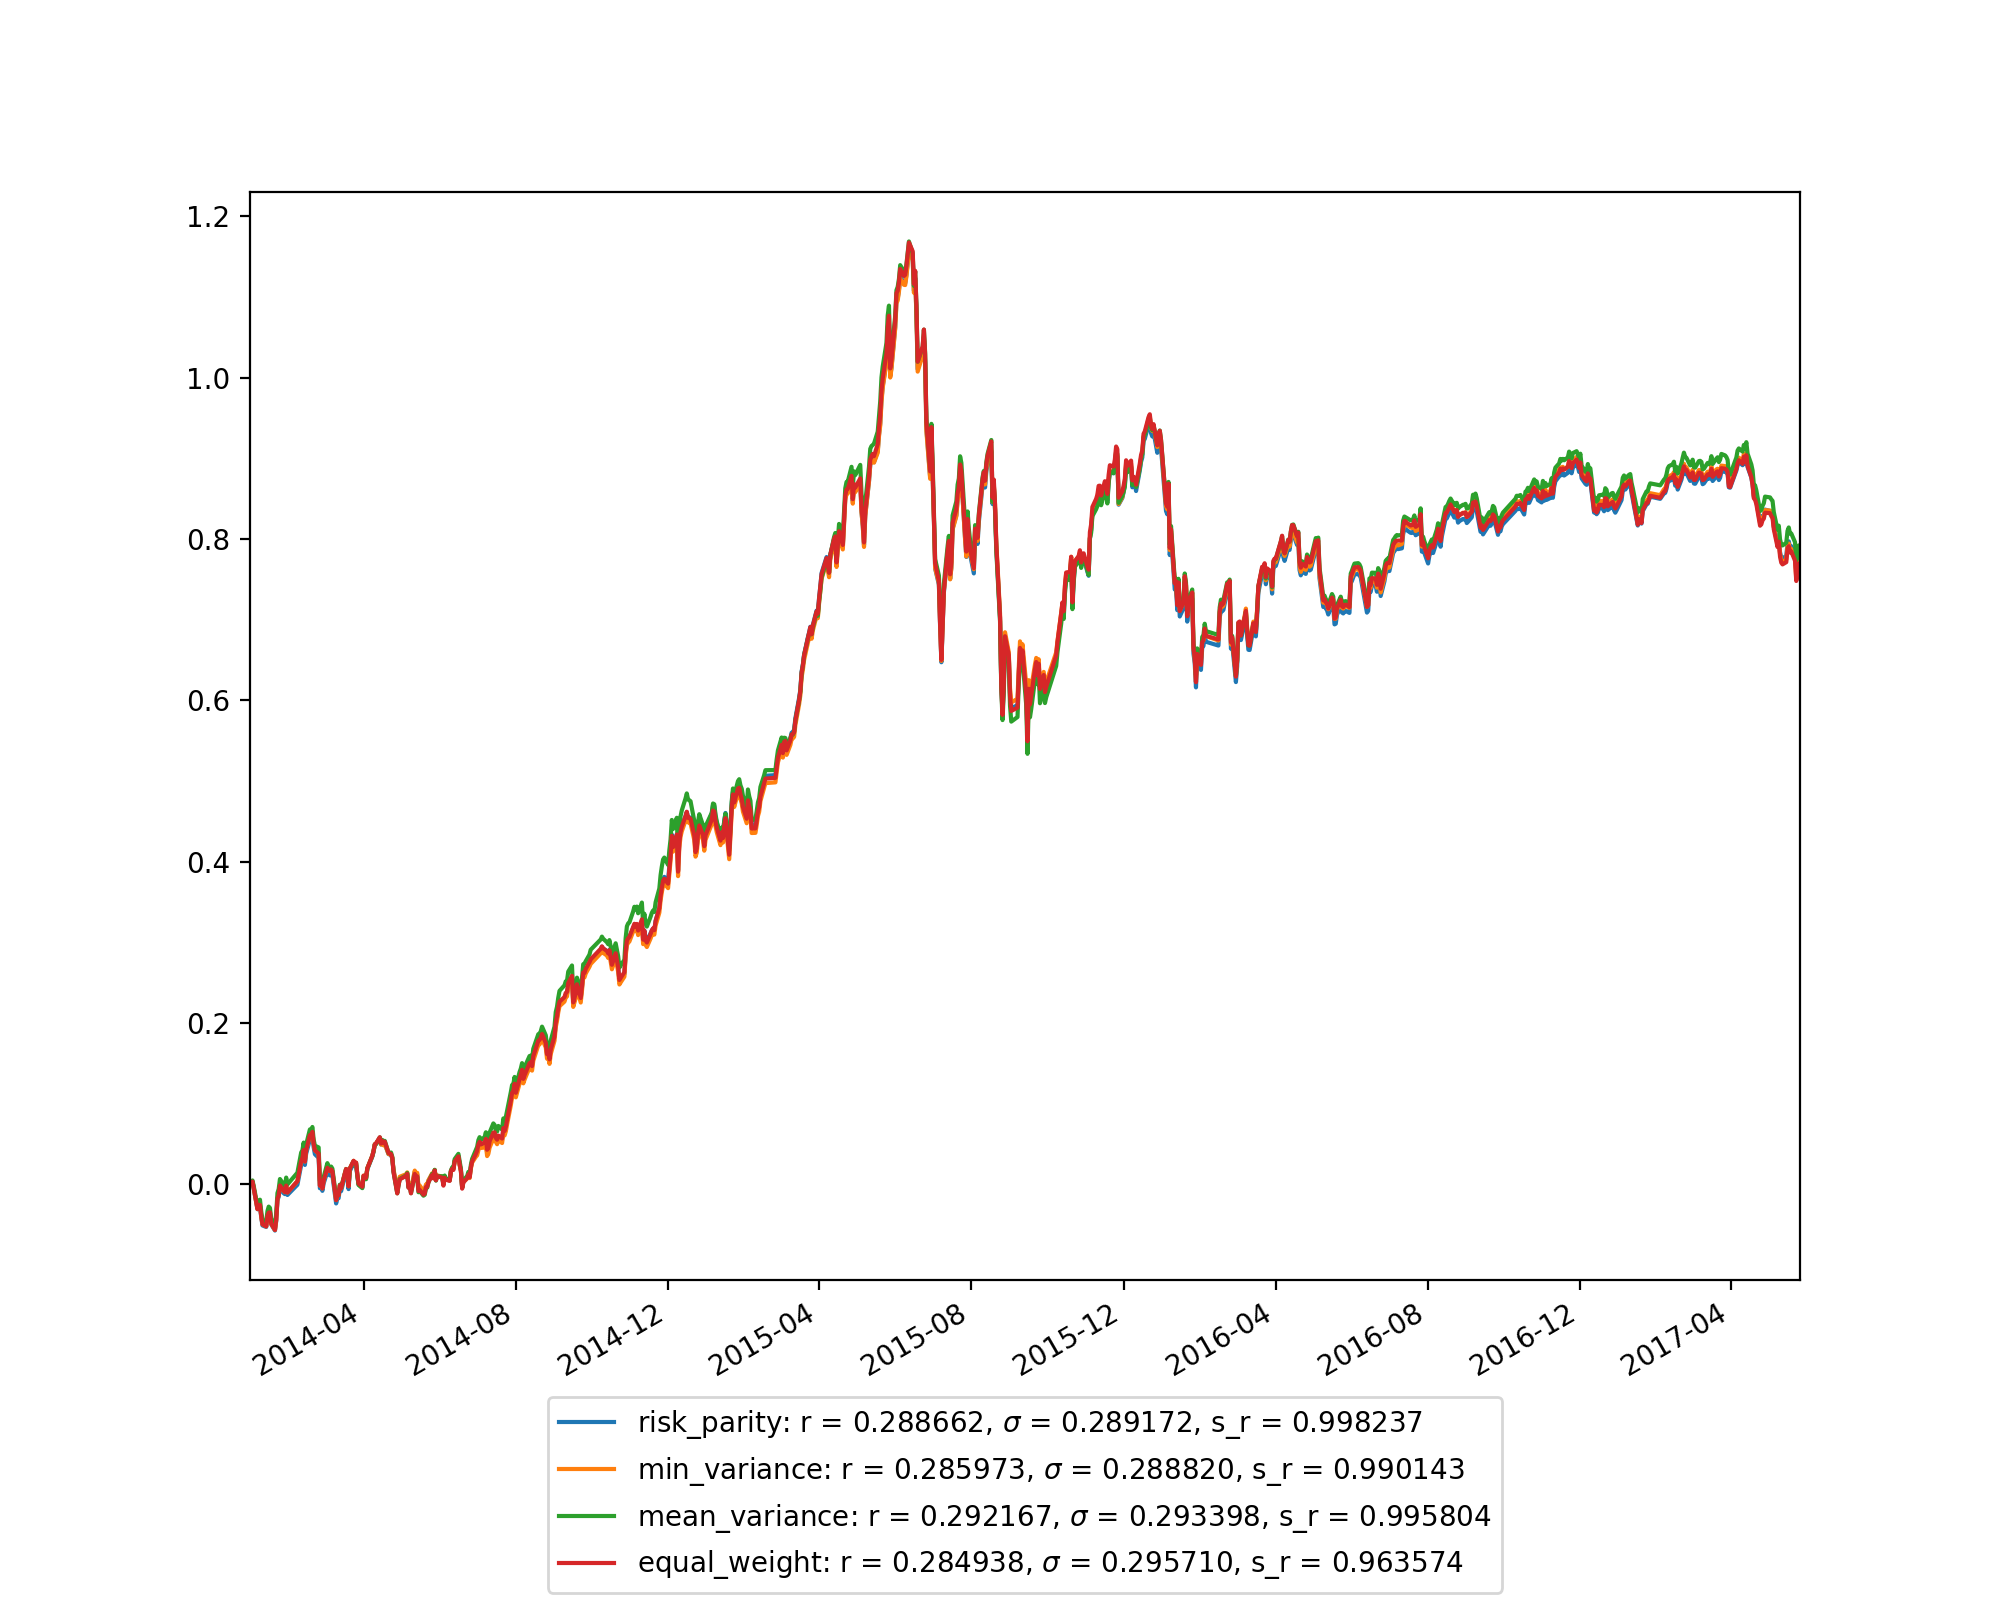 1.2
1.0
0.8
0.6
0.4
0.2
0.0
2014-04 2014-08 2014-12 2015-04 2015-08 2015-12 2016-04 2016-08 2016-12 2017-04
risk_parity: r = 0.288662, σ = 0.289172, s_r = 0.998237
min_variance: r = 0.285973, σ = 0.288820, s_r = 0.990143
mean_variance: r = 0.292167, σ = 0.293398, s_r = 0.995804
equal_weight: r = 0.284938, σ = 0.295710, s_r = 0.963574